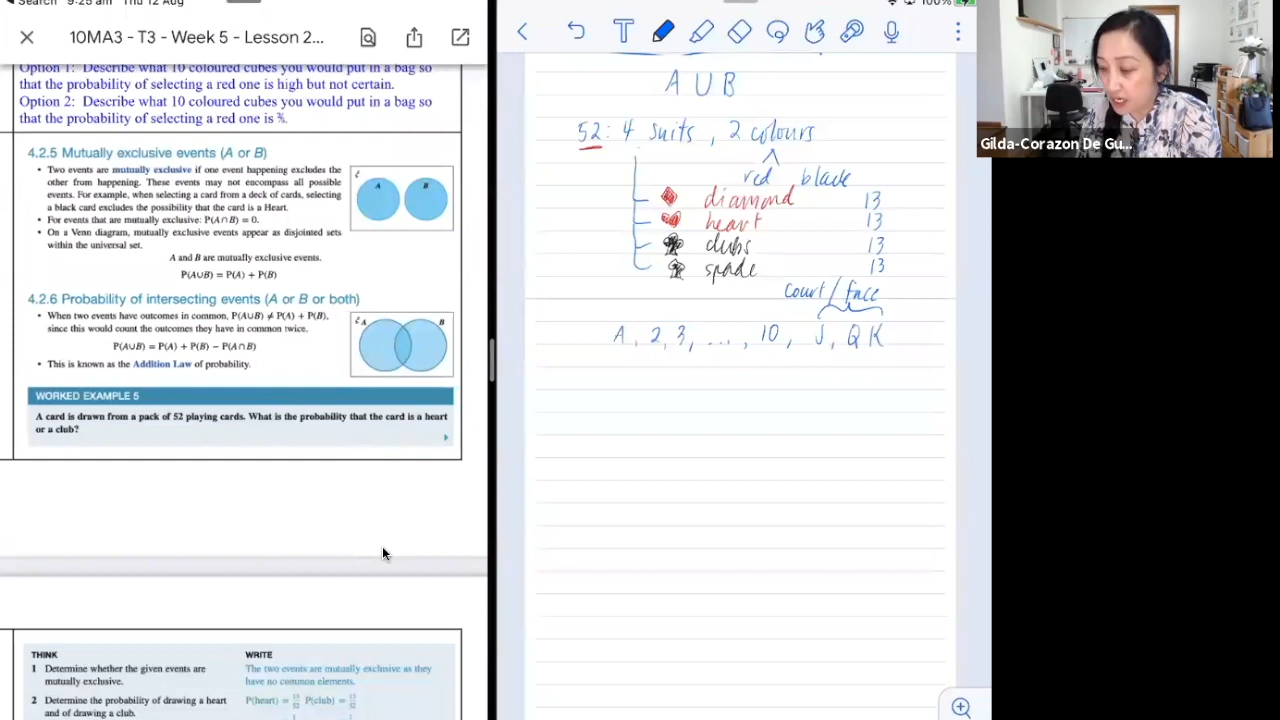 Search 9:25 am Thu 12 Aug
100%
10MA3 - T3 - Week 5 - Lesson 2...
Option 1: Describe what 10 coloured cubes you would put in a bag so
that the probability of selecting a red one is high but not certain.
Option 2: Describe what 10 coloured cubes you would put in a bag so
that the probability of selecting a red one is ¾.
4.2.5 Mutually exclusive events (A or B)
• Two events are mutually exclusive if one event happening excludes the
other from happening. These events may not encompass all possible
events. For example, when selecting a card from a deck of cards, selecting
a black card excludes the possibility that the card is a Heart.
• For events that are mutually exclusive: P(A∩B) = 0.
• On a Venn diagram, mutually exclusive events appear as disjointed sets
within the universal set.
ξ A B
A and B are mutually exclusive events.
P(A∪B) = P(A) + P(B)
4.2.6 Probability of intersecting events (A or B or both)
• When two events have outcomes in common, P(A∪B) ≠ P(A) + P(B),
since this would count the outcomes they have in common twice.
P(A∪B) = P(A) + P(B) − P(A∩B)
• This is known as the Addition Law of probability.
ξ A B
WORKED EXAMPLE 5
A card is drawn from a pack of 52 playing cards. What is the probability that the card is a heart
or a club?
THINK WRITE
1 Determine whether the given events are
mutually exclusive.
The two events are mutually exclusive as they
have no common elements.
2 Determine the probability of drawing a heart
and of drawing a club.
P(heart) = 13/52 P(club) = 13/52
T
A U B
52: 4 suits, 2 colours
red black
diamond 13
heart 13
clubs 13
spade 13
court/face
A, 2, 3, ..., 10, J, Q K
Gilda-Corazon De Gu...